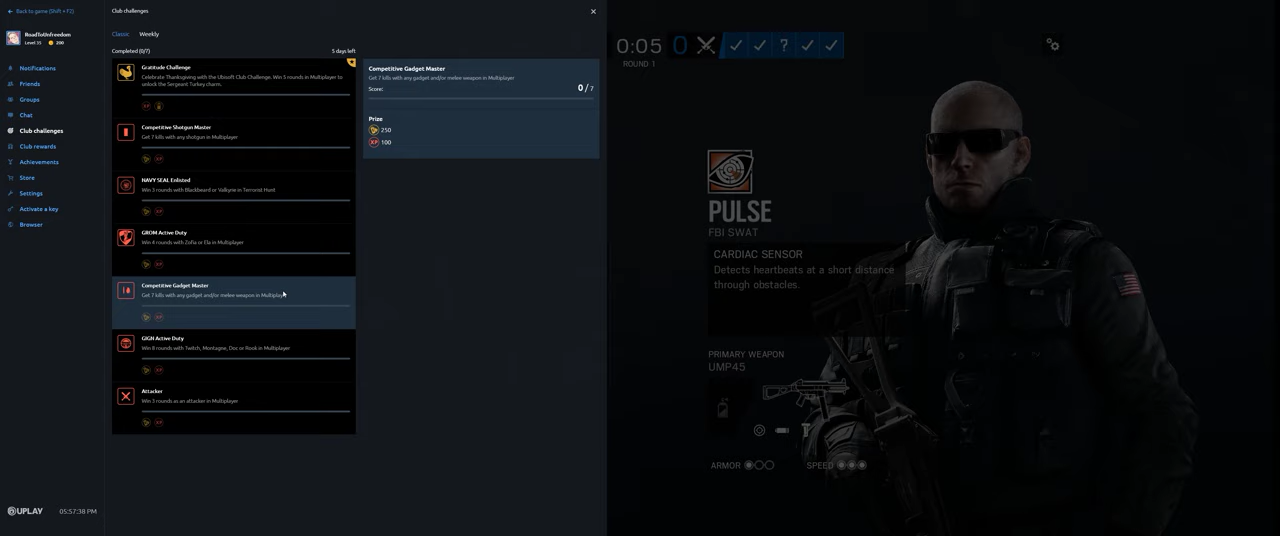 Back to game (Shift + F2)
RoadToUnfreedom
Level 35 200
Notifications
Friends
Groups
Chat
Club challenges
Club rewards
Achievements
Store
Settings
Activate a key
Browser
UPLAY
05:57:38 PM
Club challenges
Classic Weekly
Completed (0/7) 5 days left
Gratitude Challenge
Celebrate Thanksgiving with the Ubisoft Club Challenge. Win 5 rounds in Multiplayer to
unlock the Sergeant Turkey charm.
XP
Competitive Shotgun Master
Get 7 kills with any shotgun in Multiplayer
XP
NAVY SEAL Enlisted
Win 3 rounds with Blackbeard or Valkyrie in Terrorist Hunt
XP
GROM Active Duty
Win 4 rounds with Zofia or Ela in Multiplayer
XP
Competitive Gadget Master
Get 7 kills with any gadget and/or melee weapon in Multiplayer
XP
GIGN Active Duty
Win 8 rounds with Twitch, Montagne, Doc or Rook in Multiplayer
XP
Attacker
Win 3 rounds as an attacker in Multiplayer
XP
Competitive Gadget Master
Get 7 kills with any gadget and/or melee weapon in Multiplayer
Score: 0 / 7
Prize
250
XP 100
0:05 0 ?
ROUND 1
PULSE
FBI SWAT
CARDIAC SENSOR
Detects heartbeats at a short distance
through obstacles.
PRIMARY WEAPON
UMP45
ARMOR SPEED